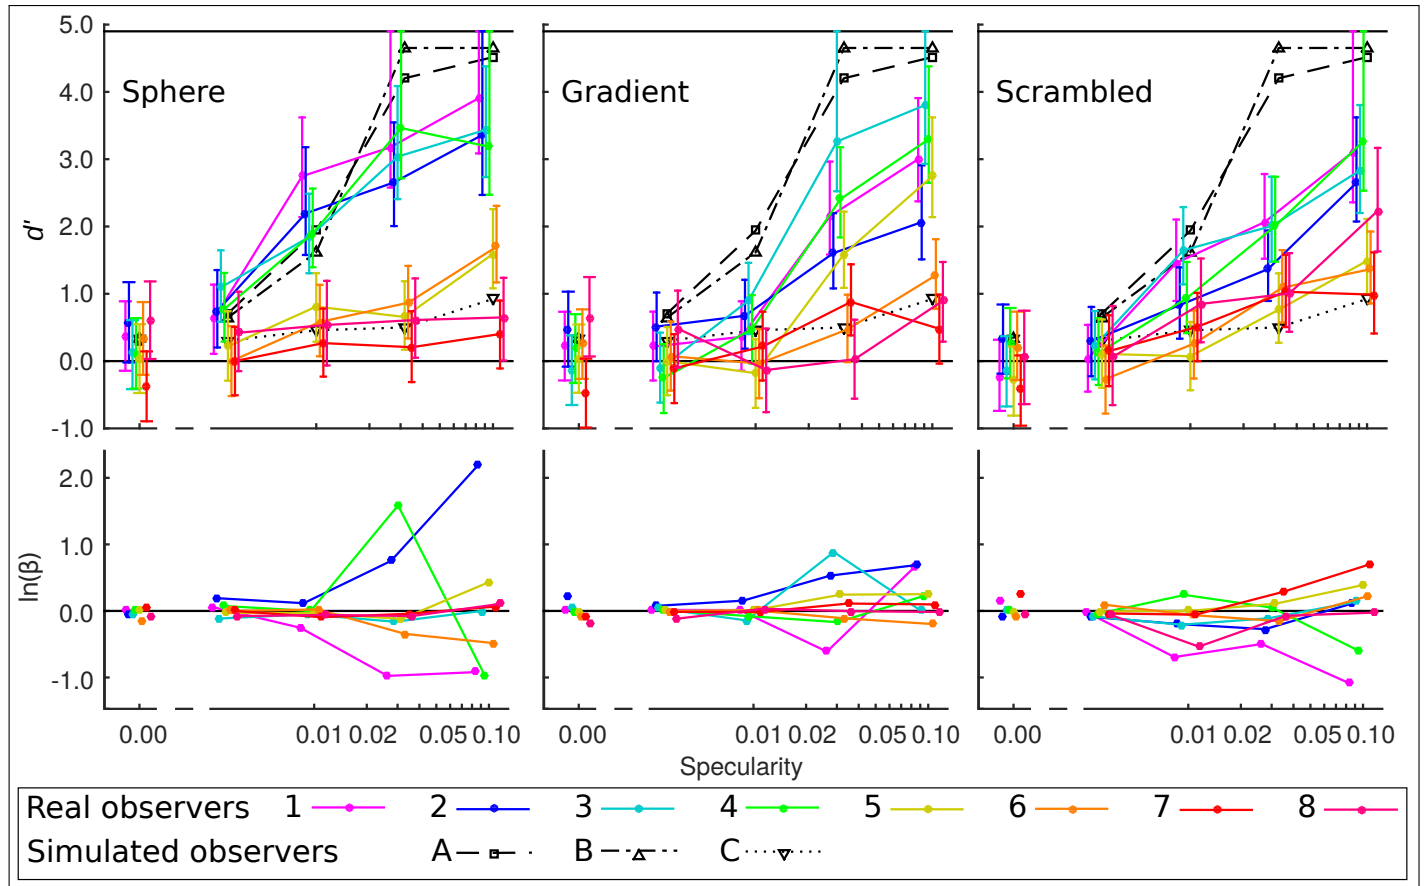 5.0
4.0
3.0
2.0
1.0
0.0
-1.0
d'
Sphere
Gradient
Scrambled
2.0
1.0
0.0
-1.0
ln(β)
0.00 0.01 0.02 0.05 0.10
0.00 0.01 0.02 0.05 0.10
0.00 0.01 0.02 0.05 0.10
Specularity
Real observers 1 2 3 4 5 6 7 8
Simulated observers A B C